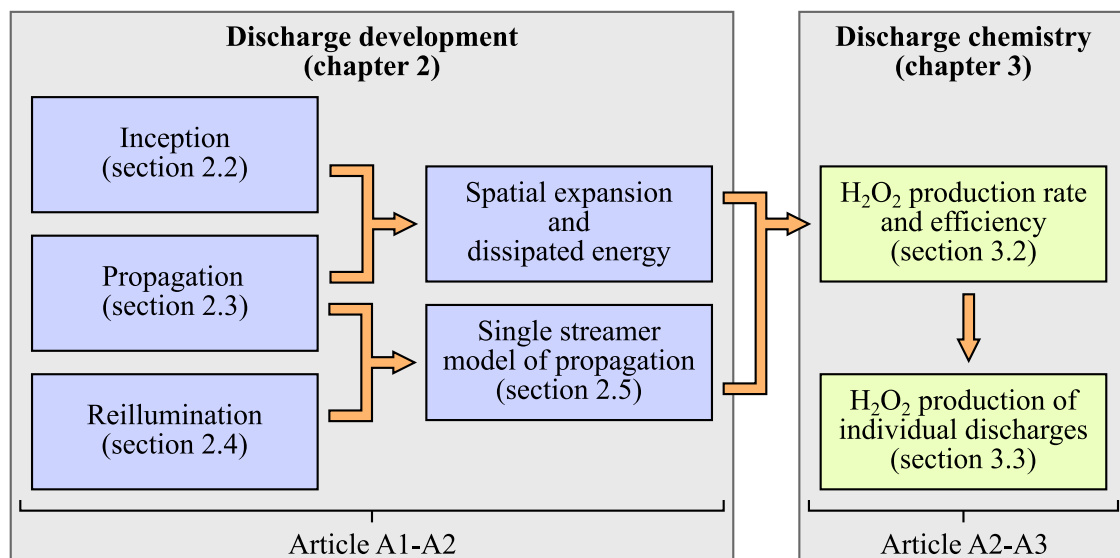 Discharge development
(chapter 2)
Inception
(section 2.2)
Propagation
(section 2.3)
Reillumination
(section 2.4)
Spatial expansion
and
dissipated energy
Single streamer
model of propagation
(section 2.5)
Article A1-A2
Discharge chemistry
(chapter 3)
H₂O₂ production rate
and efficiency
(section 3.2)
H₂O₂ production of
individual discharges
(section 3.3)
Article A2-A3